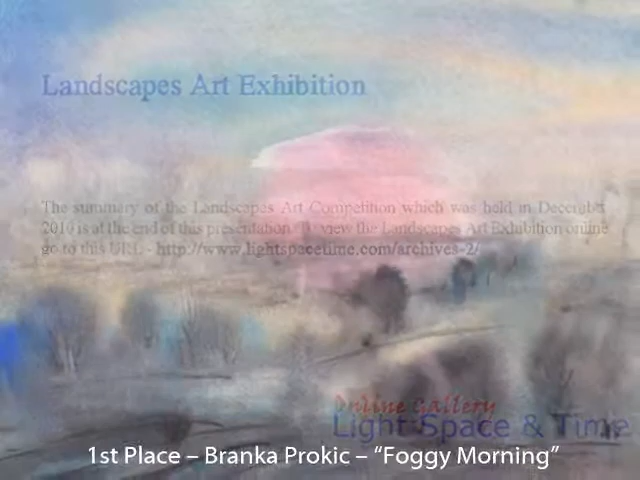 Landscapes Art Exhibition
The summary of the Landscapes Art Competition which was held in December
2010 is at the end of this presentation. To view the Landscapes Art Exhibition online
go to this URL - http://www.lightspacetime.com/archives-2/
Online Gallery
Light Space & Time
1st Place – Branka Prokic – “Foggy Morning”